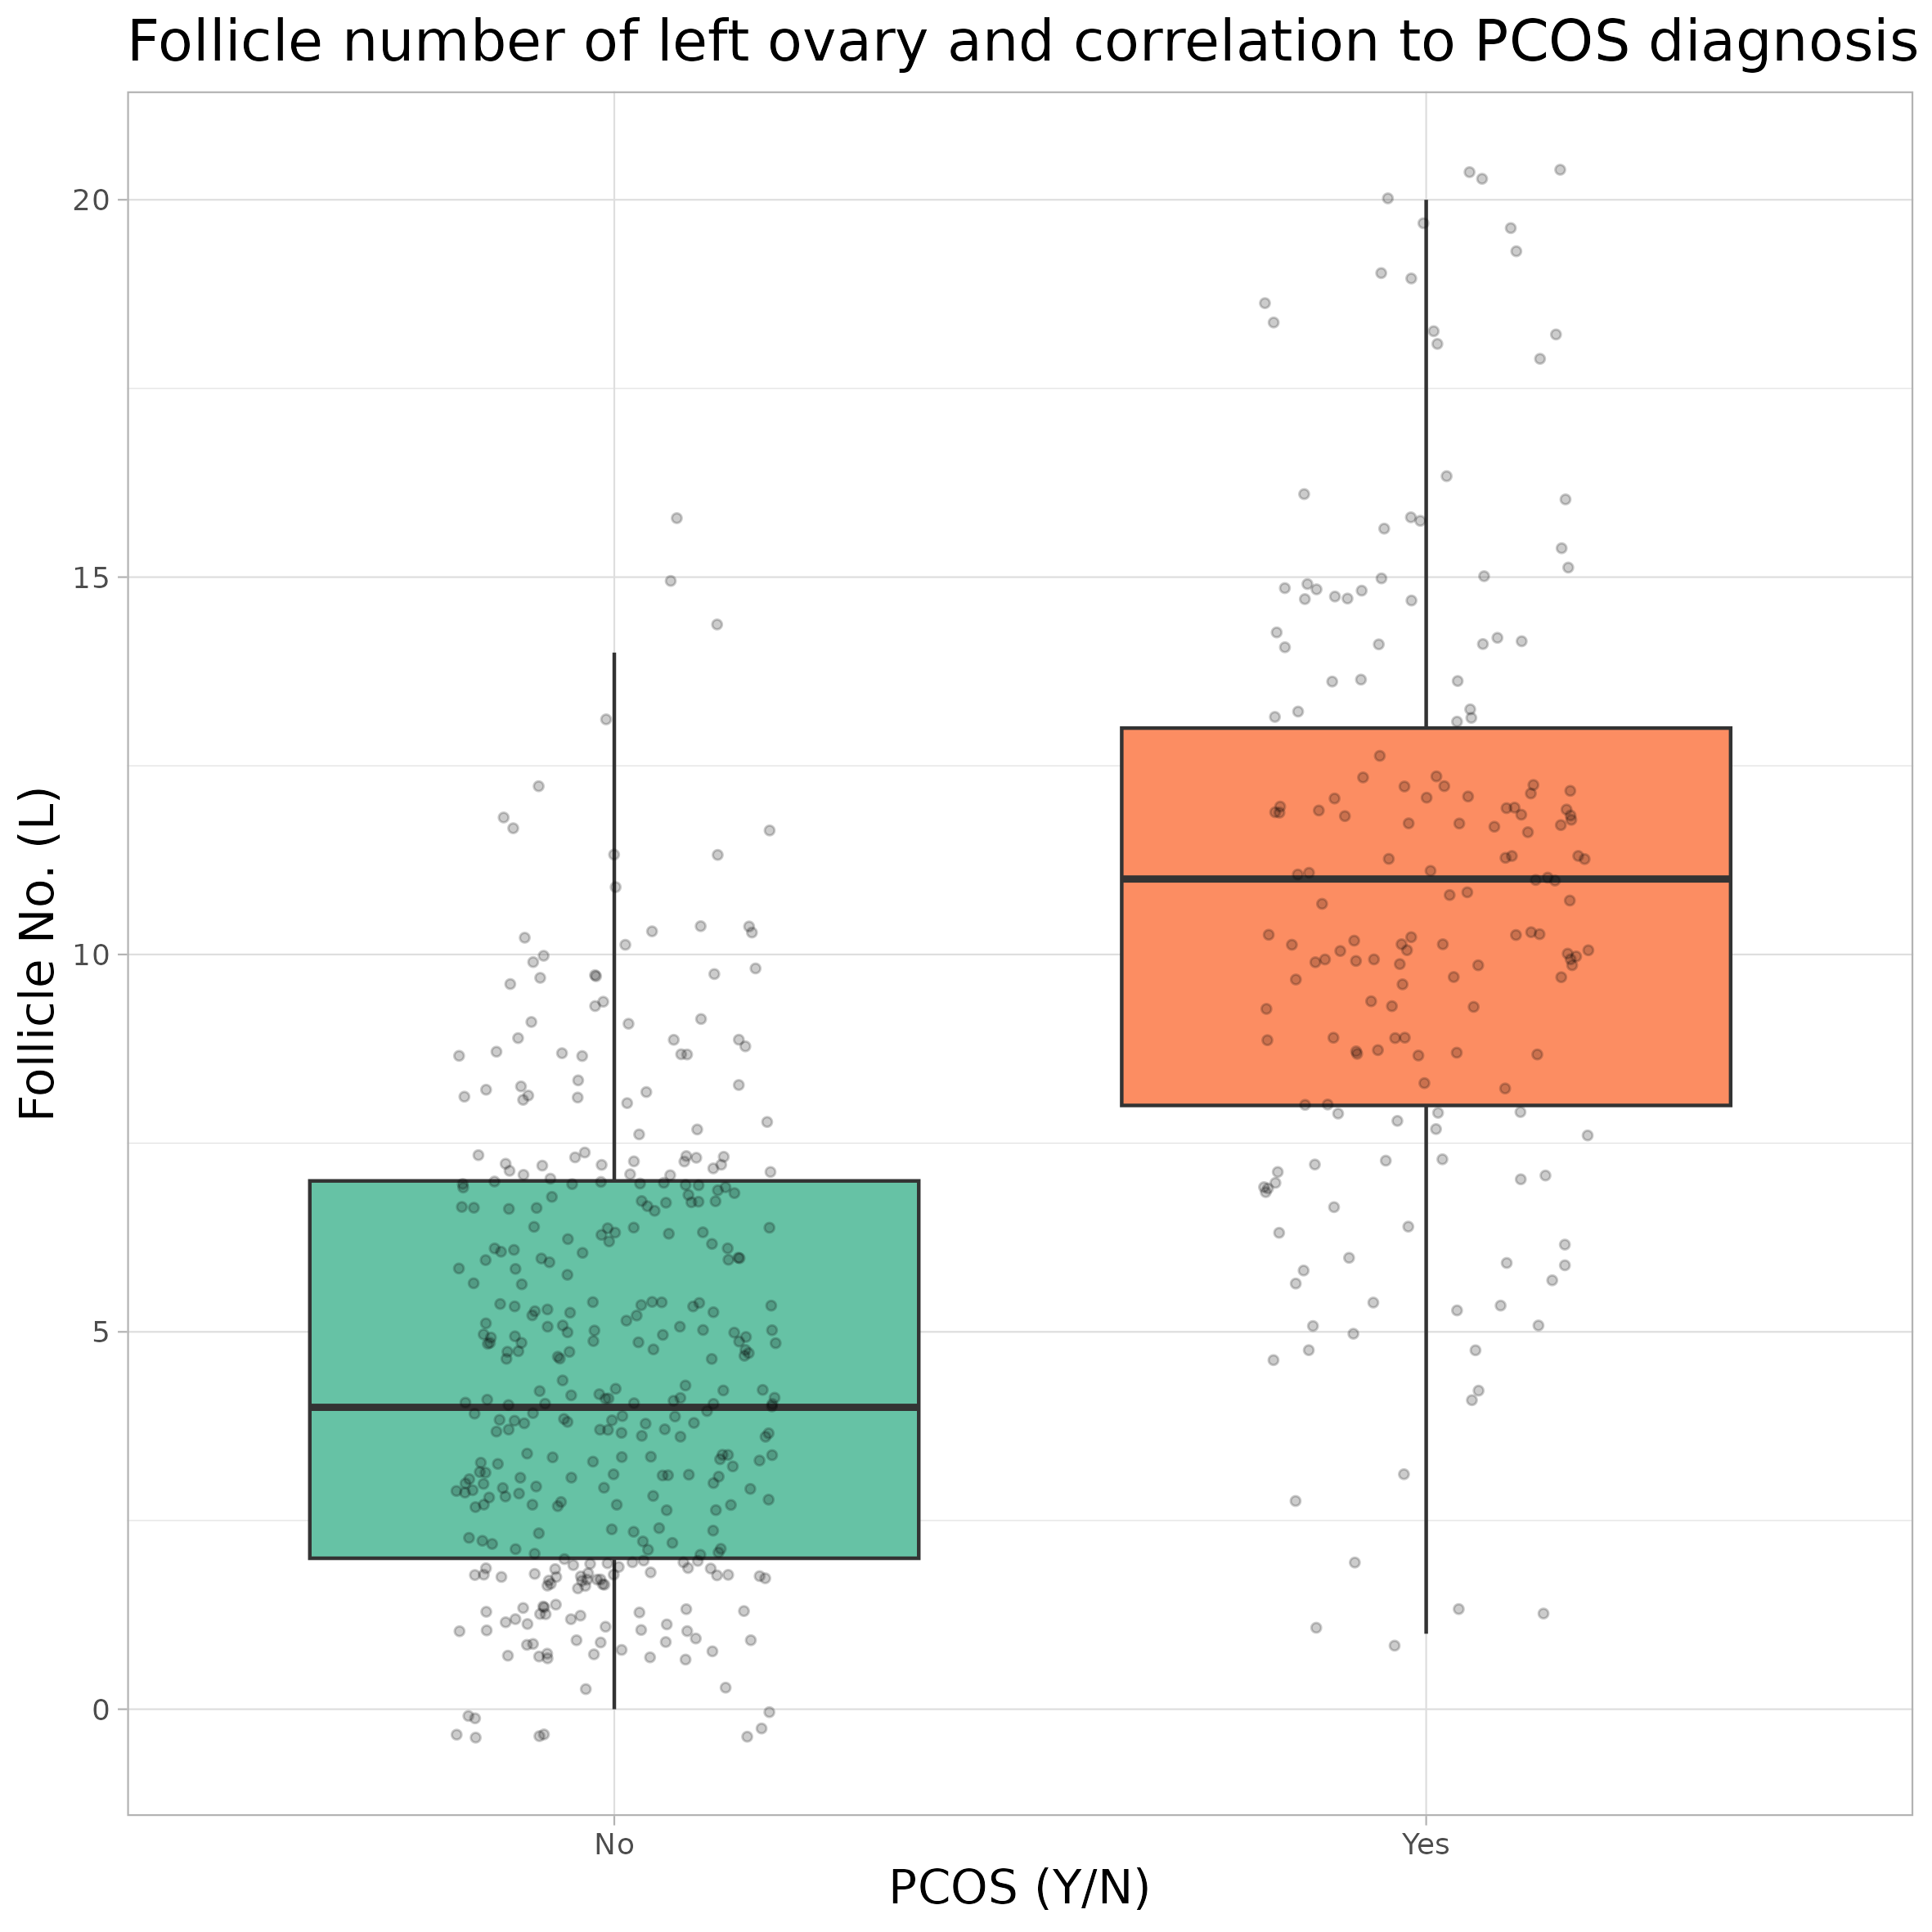 Follicle number of left ovary and correlation to PCOS diagnosis
Follicle No. (L)
20
15
10
5
0
No
Yes
PCOS (Y/N)